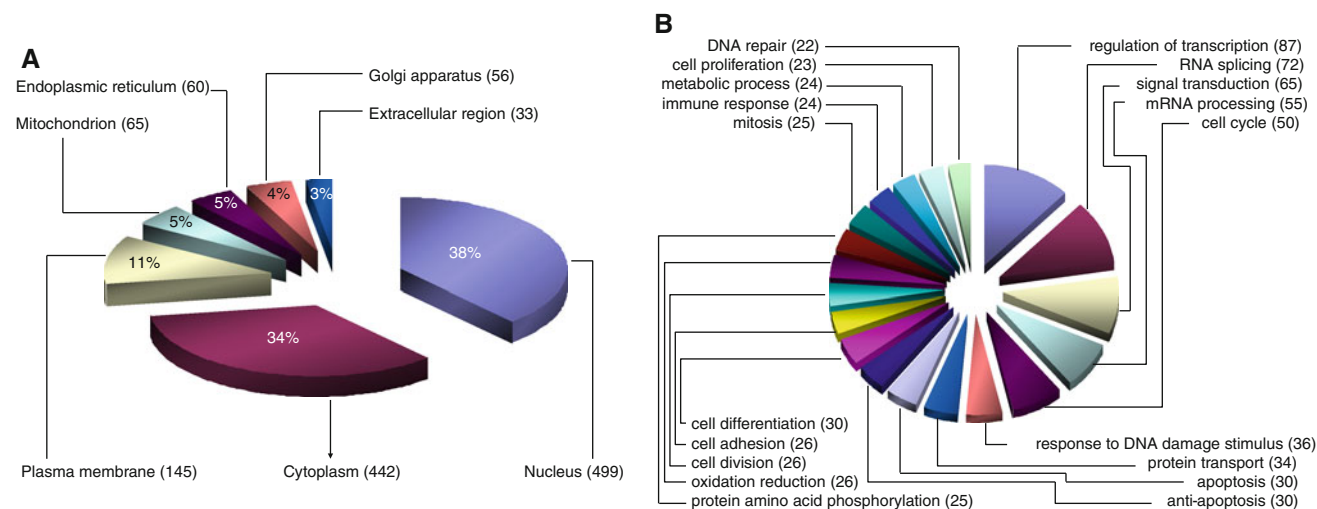 A
Endoplasmic reticulum (60)
Golgi apparatus (56)
Mitochondrion (65)
Extracellular region (33)
5%
5%
4%
3%
11%
38%
34%
Plasma membrane (145)
Cytoplasm (442)
Nucleus (499)
B
DNA repair (22)
cell proliferation (23)
metabolic process (24)
immune response (24)
mitosis (25)
regulation of transcription (87)
RNA splicing (72)
signal transduction (65)
mRNA processing (55)
cell cycle (50)
cell differentiation (30)
cell adhesion (26)
cell division (26)
oxidation reduction (26)
protein amino acid phosphorylation (25)
response to DNA damage stimulus (36)
protein transport (34)
apoptosis (30)
anti-apoptosis (30)